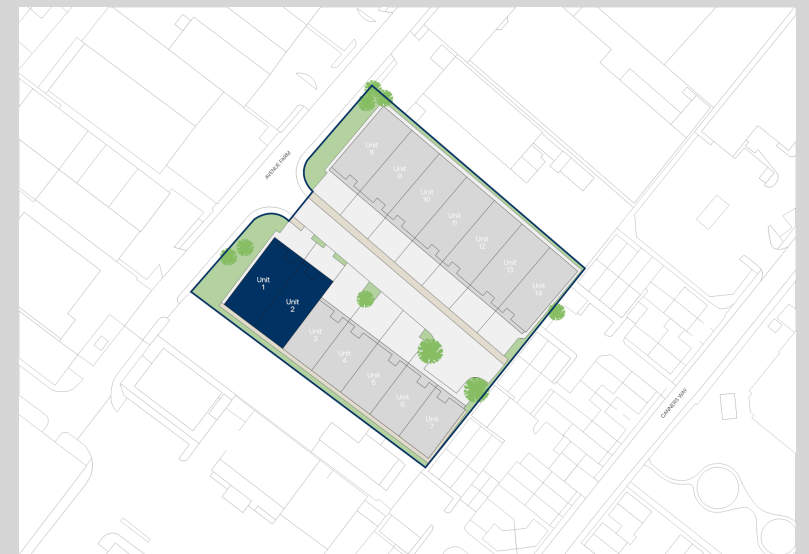 AVENUE FARM
Unit
8
Unit
9
Unit
10
Unit
11
Unit
12
Unit
13
Unit
14
Unit
1
Unit
2
Unit
3
Unit
4
Unit
5
Unit
6
Unit
7
CANNERS WAY